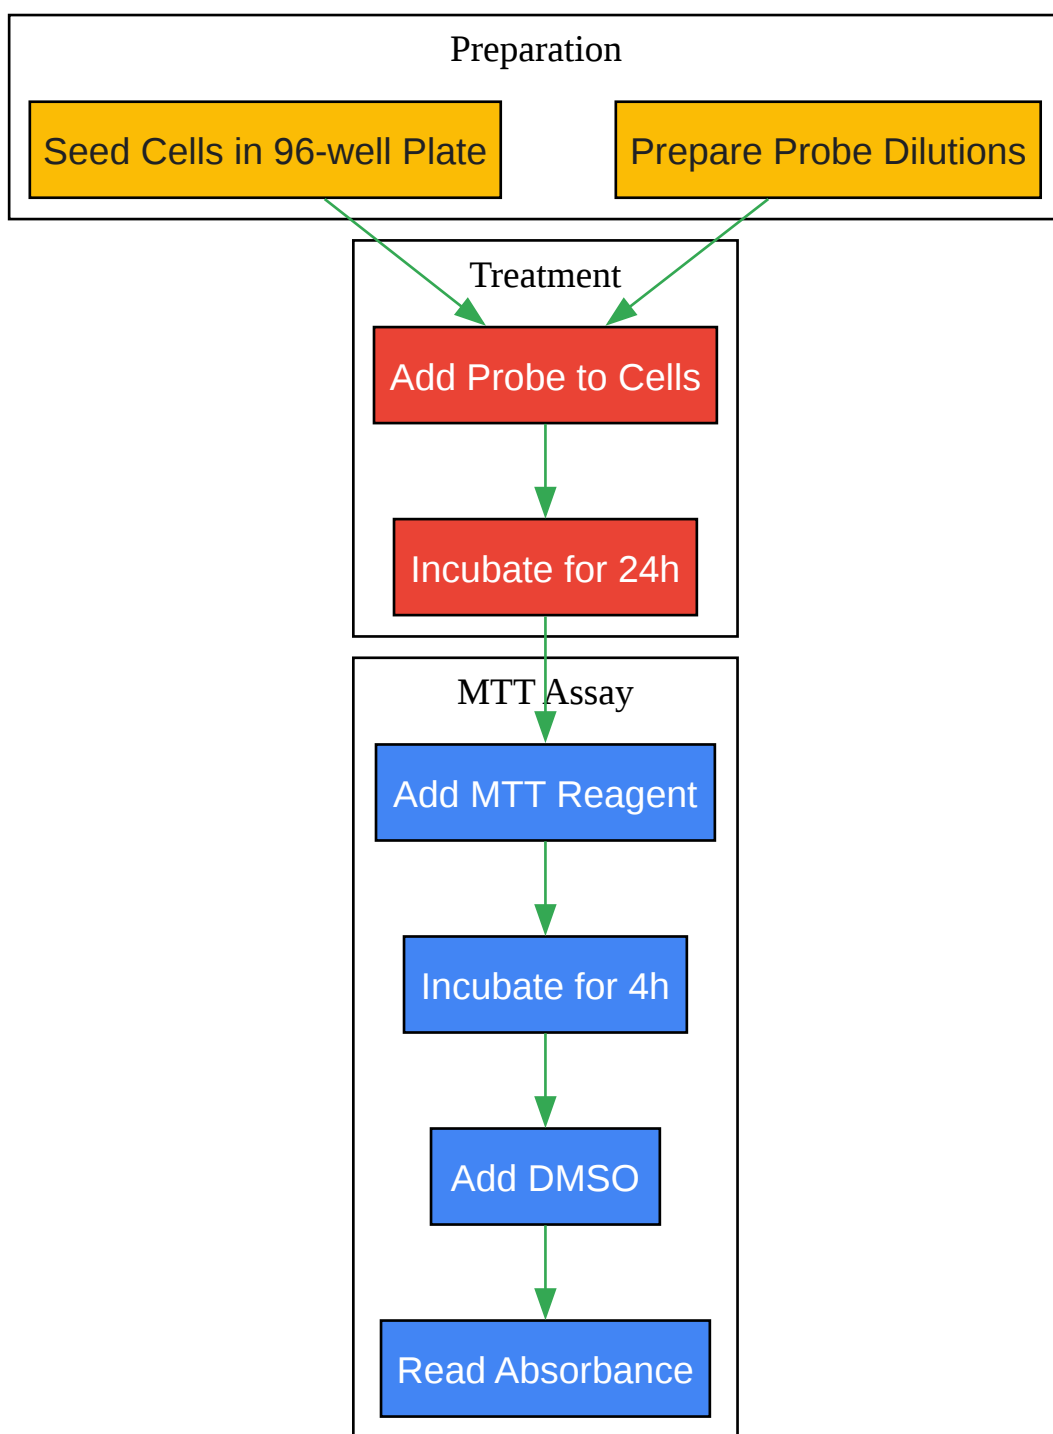 Preparation
Seed Cells in 96-well Plate
Prepare Probe Dilutions
Treatment
Add Probe to Cells
Incubate for 24h
MTT Assay
Add MTT Reagent
Incubate for 4h
Add DMSO
Read Absorbance